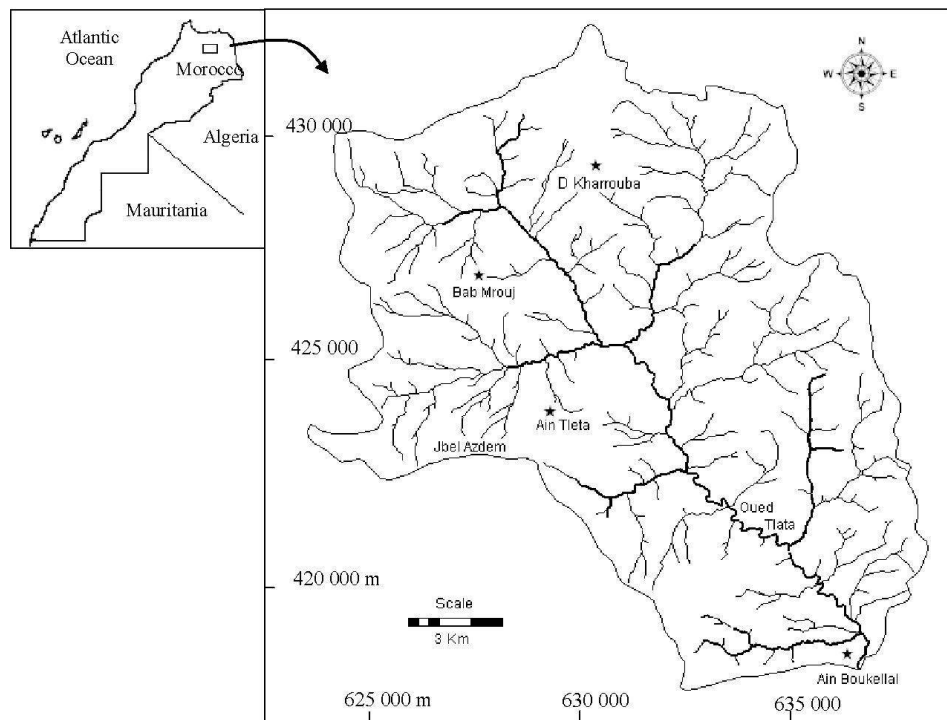 Atlantic
Ocean
Morocco
Algeria
Mauritania
N
W E
S
430 000
D Kharrouba
Bab Mrouj
425 000
Ain Tleta
Jbel Azdem
Oued
Tlata
420 000 m
Scale
3 Km
Ain Boukellal
625 000 m
630 000
635 000